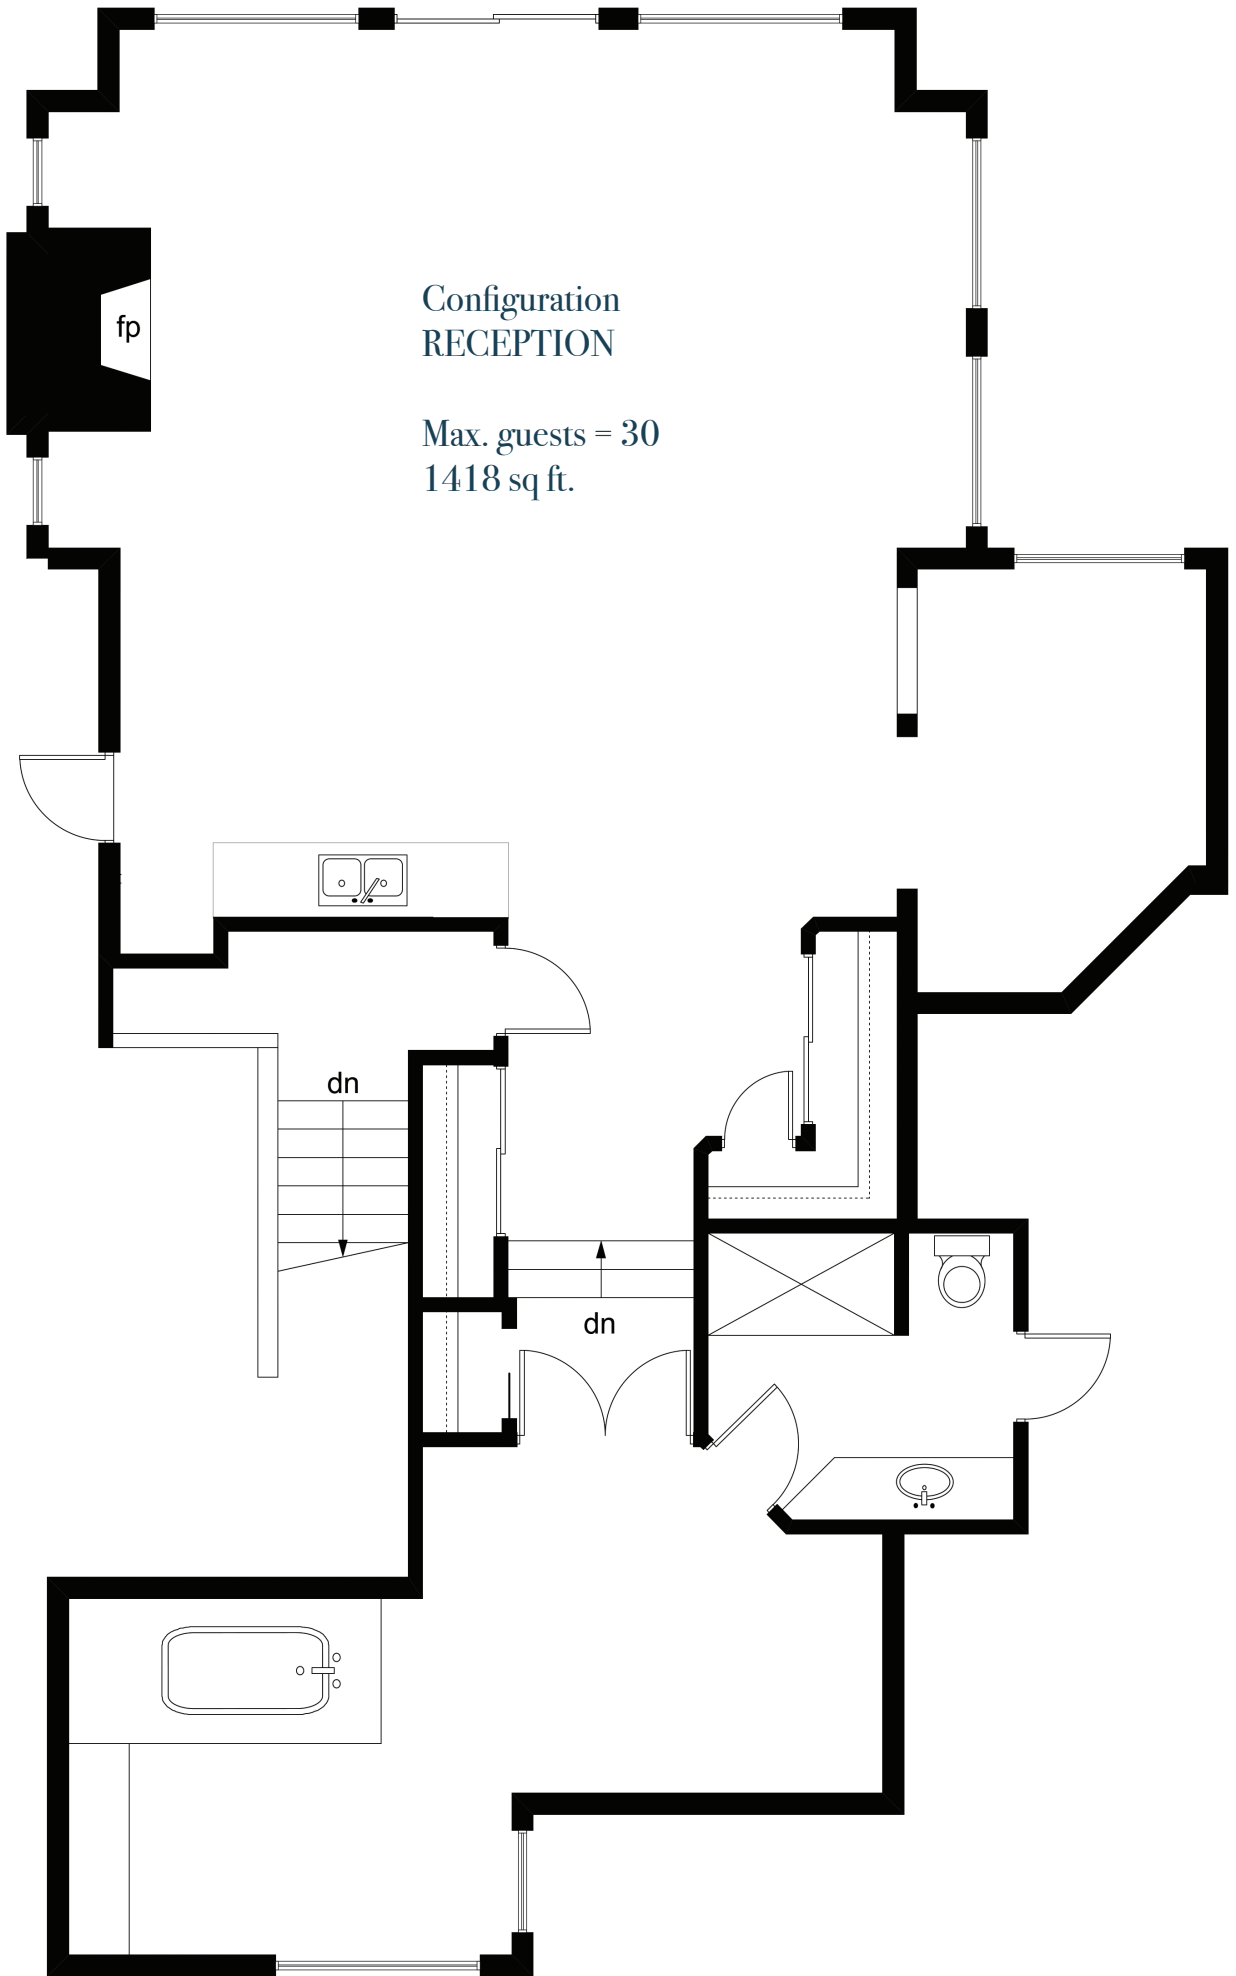 Configuration
RECEPTION
fp
Max. guests = 30
1418 sq ft.
dn
dn